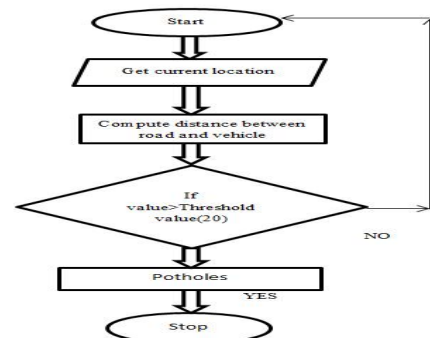 Start
Get current location
Compute distance between
road and vehicle
If
value>Threshold
value(20)
NO
Potholes
YES
Stop